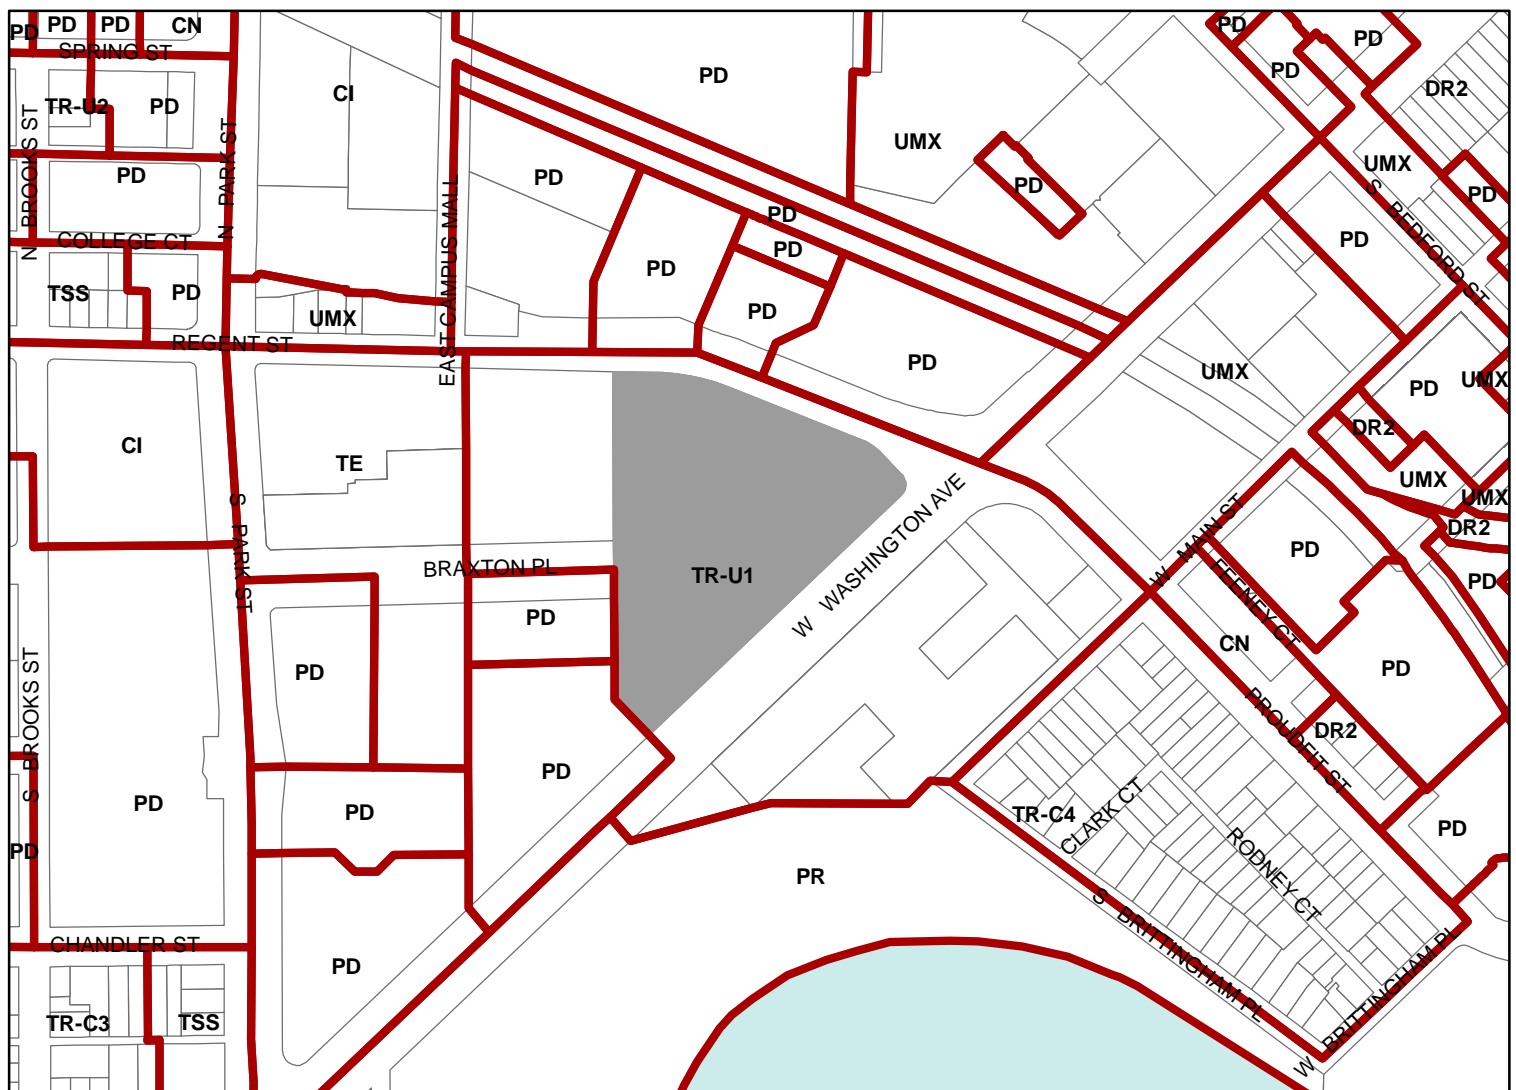 PD
PD
PD
CN
SPRING ST
TR-U2
PD
N BROOKS ST
N PARK ST
PD
COLLEGE CT
TSS
PD
REGENT ST
CI
UMX
EAST CAMPUS MALL
PD
PD
PD
PD
PD
PD
PD
UMX
PD
PD
PD
PD
DR2
UMX
PD
S BEDFORD ST
PD
UMX
PD
UMX
DR2
UMX
UMX
DR2
PD
CI
TE
S PARK ST
BRAXTON PL
PD
TR-U1
W WASHINGTON AVE
W MAIN ST
FEENEY CT
PD
CN
PD
PROUDFIT ST
DR2
PD
S BROOKS ST
PD
PD
PD
PD
PD
PD
CHANDLER ST
TR-C3
TSS
PR
TR-C4
CLARK CT
RODNEY CT
S BRITTINGHAM PL
W BRITTINGHAM PL